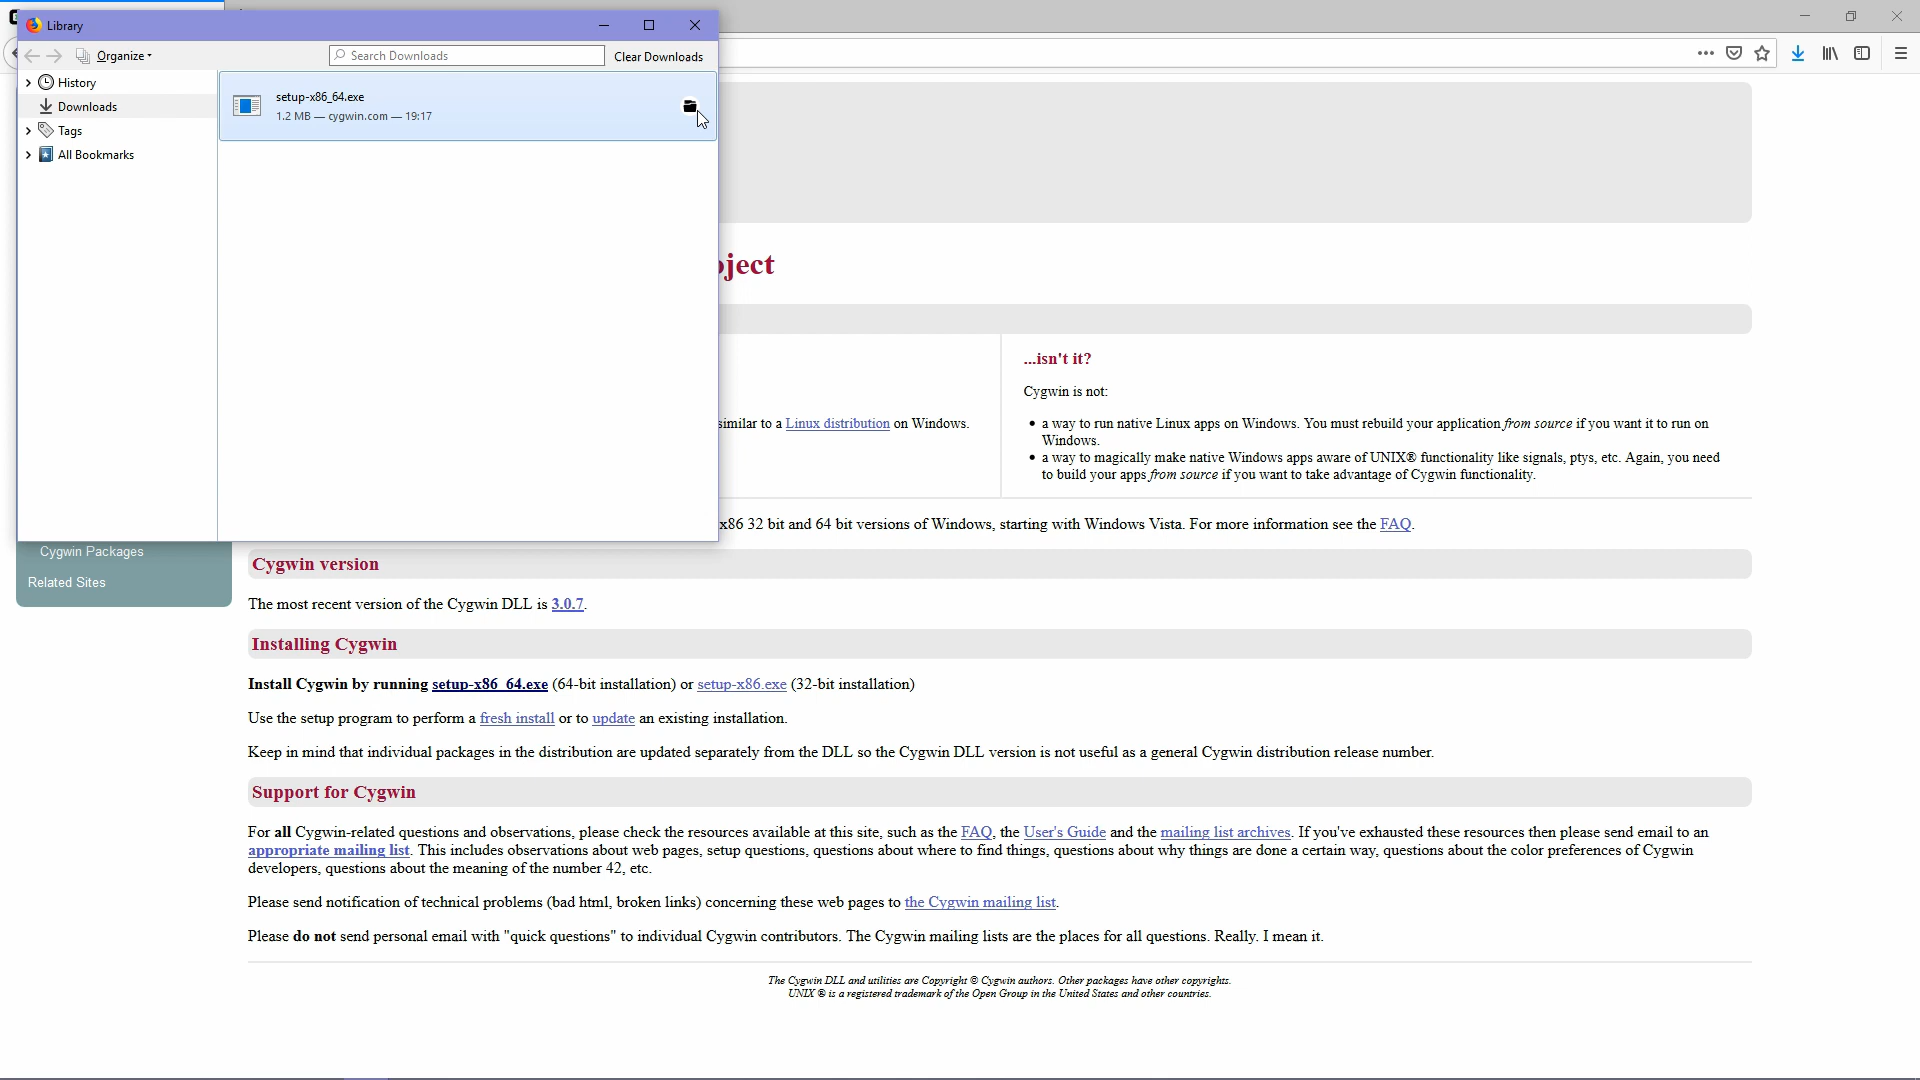 Library
Organize
Search Downloads
Clear Downloads
History
Downloads
Tags
All Bookmarks
setup-x86_64.exe
1.2 MB — cygwin.com — 19:17
ject
similar to a Linux distribution on Windows.
...isn't it?
Cygwin is not:
• a way to run native Linux apps on Windows. You must rebuild your application from source if you want it to run on
Windows.
• a way to magically make native Windows apps aware of UNIX® functionality like signals, ptys, etc. Again, you need
to build your apps from source if you want to take advantage of Cygwin functionality.
x86 32 bit and 64 bit versions of Windows, starting with Windows Vista. For more information see the FAQ.
Cygwin Packages
Related Sites
Cygwin version
The most recent version of the Cygwin DLL is 3.0.7.
Installing Cygwin
Install Cygwin by running setup-x86_64.exe (64-bit installation) or setup-x86.exe (32-bit installation)
Use the setup program to perform a fresh install or to update an existing installation.
Keep in mind that individual packages in the distribution are updated separately from the DLL so the Cygwin DLL version is not useful as a general Cygwin distribution release number.
Support for Cygwin
For all Cygwin-related questions and observations, please check the resources available at this site, such as the FAQ, the User's Guide and the mailing list archives. If you've exhausted these resources then please send email to an
appropriate mailing list. This includes observations about web pages, setup questions, questions about where to find things, questions about why things are done a certain way, questions about the color preferences of Cygwin
developers, questions about the meaning of the number 42, etc.
Please send notification of technical problems (bad html, broken links) concerning these web pages to the Cygwin mailing list.
Please do not send personal email with "quick questions" to individual Cygwin contributors. The Cygwin mailing lists are the places for all questions. Really. I mean it.
The Cygwin DLL and utilities are Copyright © Cygwin authors. Other packages have other copyrights.
UNIX ® is a registered trademark of the Open Group in the United States and other countries.